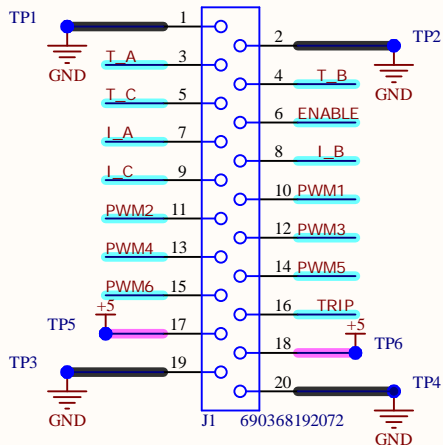 TP1 1
GND
2 TP2
GND
T_A 3
4 T_B
T_C 5
6 ENABLE
I_A 7
8 I_B
I_C 9
10 PWM1
PWM2 11
12 PWM3
PWM4 13
14 PWM5
PWM6 15
16 TRIP
+5
TP5 17
+5
18 TP6
TP3 19
GND
20 TP4
GND
J1 690368192072